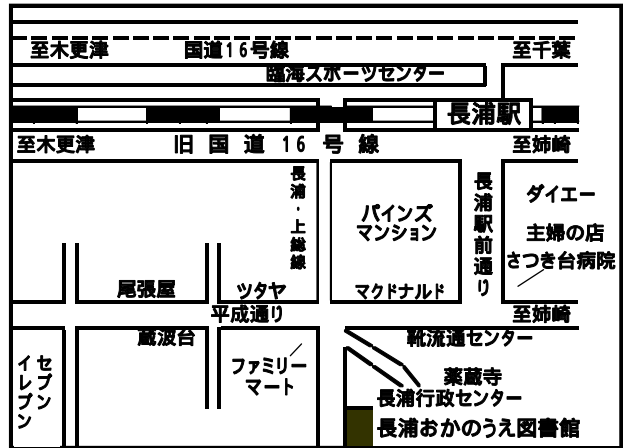 至木更津 国道16号線 至千葉
臨海スポーツセンター
長浦駅
至木更津 旧国道16号線 至姉崎
長浦・上総線
パインズ
マンション
長浦駅前通り
ダイエー
主婦の店
さつき台病院
尾張屋
ツタヤ
マクドナルド
平成通り
至姉崎
蔵波台
靴流通センター
セブン
イレブン
ファミリー
マート
薬蔵寺
長浦行政センター
長浦おかのうえ図書館